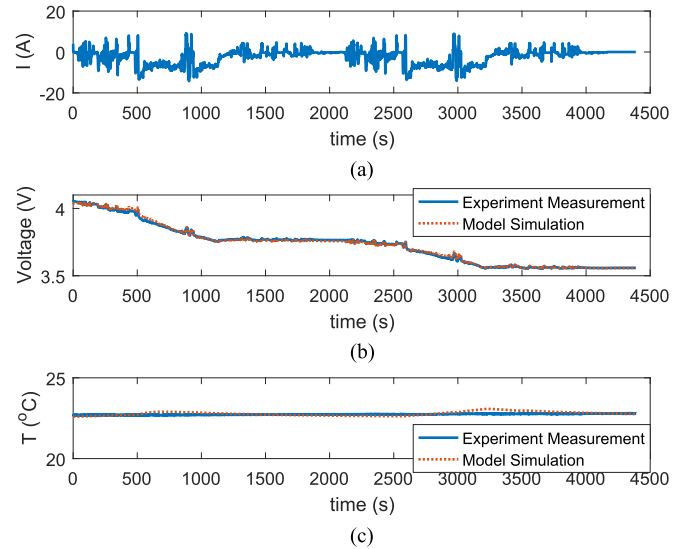 20
0
-20
I (A)
0 500 1000 1500 2000 2500 3000 3500 4000 4500
time (s)
(a)
4
3.5
Voltage (V)
Experiment Measurement
Model Simulation
0 500 1000 1500 2000 2500 3000 3500 4000 4500
time (s)
(b)
25
20
T (°C)
Experiment Measurement
Model Simulation
0 500 1000 1500 2000 2500 3000 3500 4000 4500
time (s)
(c)